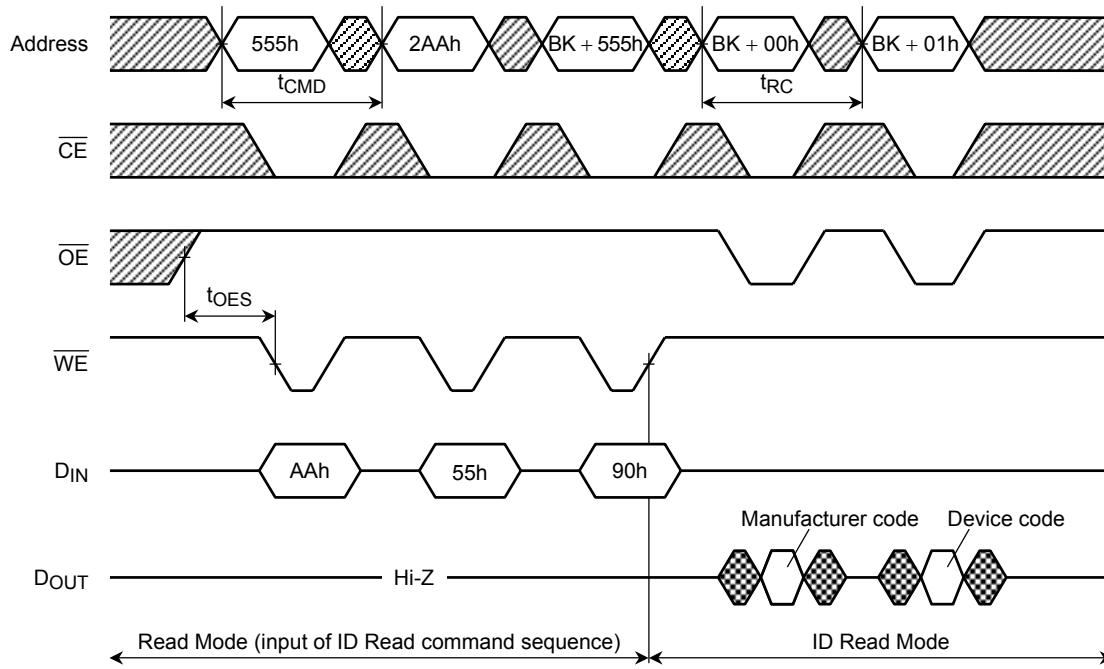 Address 555h 2AAh BK + 555h BK + 00h BK + 01h
tCMD tRC
CE
OE
tOES
WE
DIN AAh 55h 90h
Manufacturer code Device code
DOUT Hi-Z
Read Mode (input of ID Read command sequence) ID Read Mode